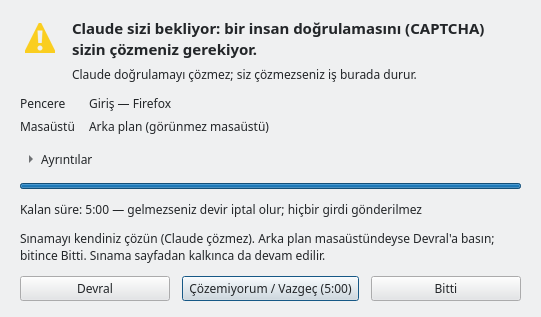 Claude sizi bekliyor: bir insan doğrulamasını (CAPTCHA)
sizin çözmeniz gerekiyor.
Claude doğrulamayı çözmez; siz çözmezseniz iş burada durur.
Pencere Giriş — Firefox
Masaüstü Arka plan (görünmez masaüstü)
Ayrıntılar
Kalan süre: 5:00 — gelmezseniz devir iptal olur; hiçbir girdi gönderilmez
Sınamayı kendiniz çözün (Claude çözmez). Arka plan masaüstündeyse Devral'a basın;
bitince Bitti. Sınama sayfadan kalkınca da devam edilir.
Devral Çözemiyorum / Vazgeç (5:00) Bitti